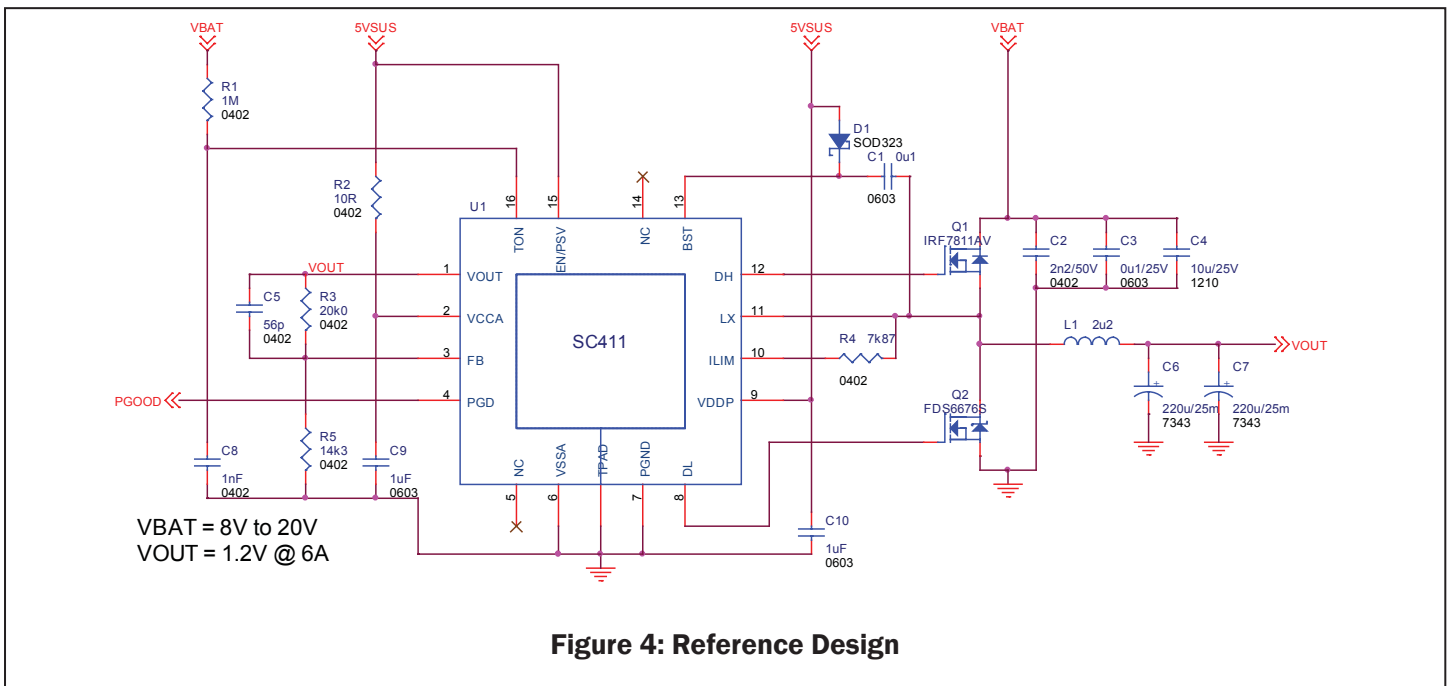 VBAT
5VSUS
5VSUS
VBAT
R1
1M
0402
D1
SOD323
C1 0u1
0603
R2
10R
0402
U1
16
15
14
13
TON
EN/PSV
NC
BST
Q1
IRF7811AV
C2
2n2/50V
0402
C3
0u1/25V
0603
C4
10u/25V
1210
VOUT
1
VOUT
DH
12
C5
56p
0402
R3
20k0
0402
2
VCCA
LX
11
SC411
R4 7k87
0402
L1 2u2
VOUT
3
FB
ILIM
10
PGOOD
4
PGD
VDDP
9
Q2
FDS6676S
C6
220u/25m
7343
C7
220u/25m
7343
R5
14k3
0402
C8
1nF
0402
C9
1uF
0603
NC
VSSA
TPAD
PGND
DL
5
6
7
8
C10
1uF
0603
VBAT = 8V to 20V
VOUT = 1.2V @ 6A
Figure 4: Reference Design